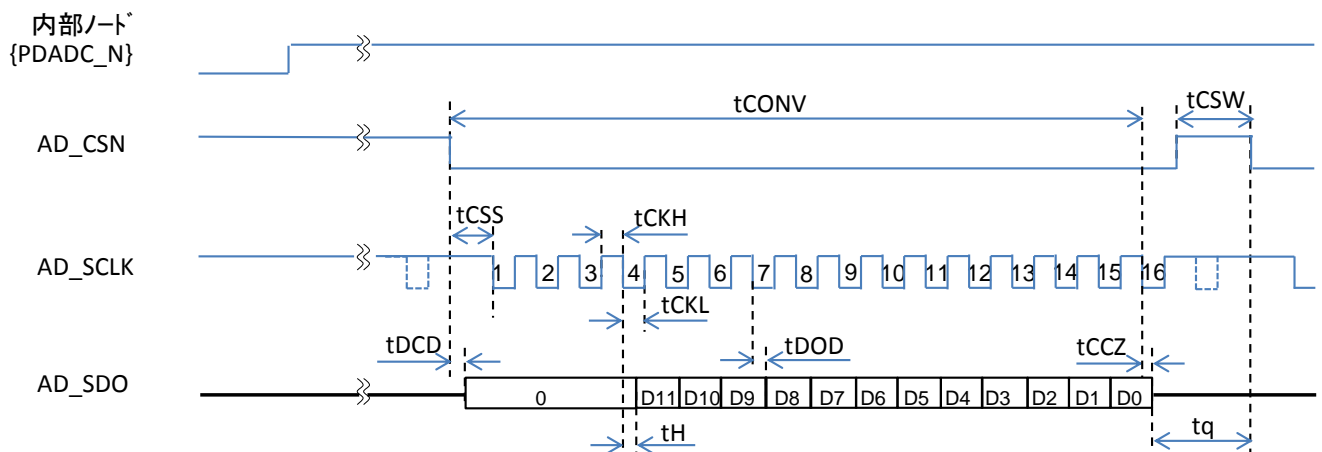 内部ノード
{PDADC_N}
tCONV
tCSW
AD_CSN
tCSS
tCKH
AD_SCLK
1 2 3 4 5 6 7 8 9 10 11 12 13 14 15 16
tCKL
tDCD
tDOD
tCCZ
AD_SDO
0 D11 D10 D9 D8 D7 D6 D5 D4 D3 D2 D1 D0
tH
tq